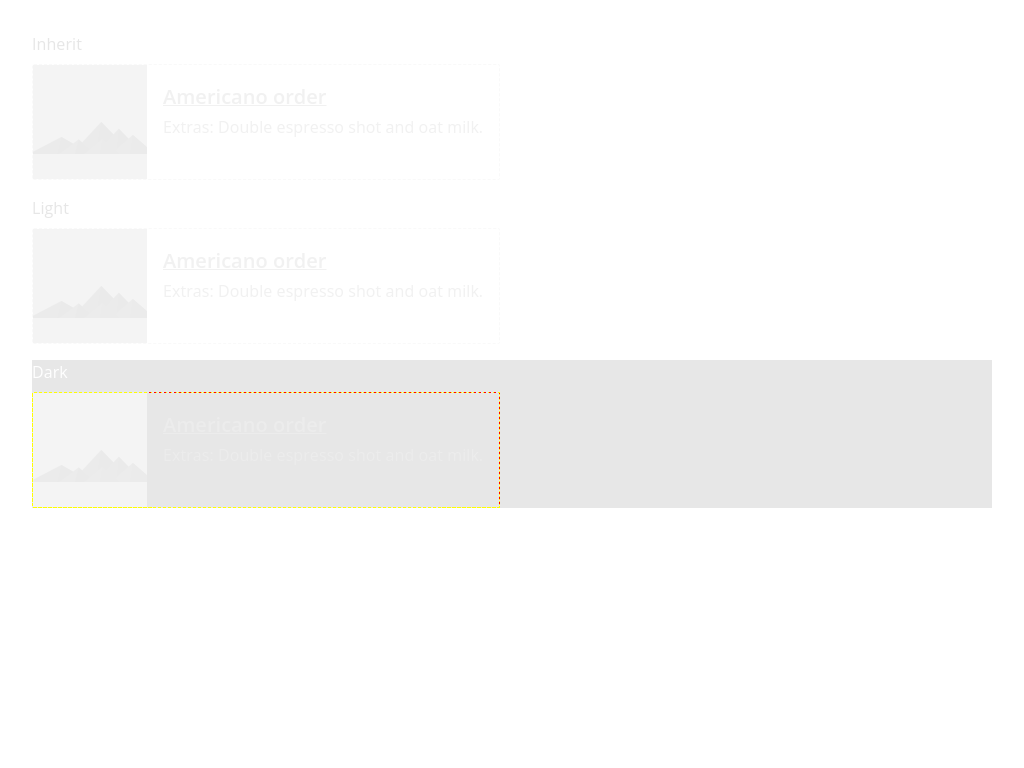 Inherit
Americano order
Extras: Double espresso shot and oat milk.
Light
Americano order
Extras: Double espresso shot and oat milk.
Dark
Americano order
Extras: Double espresso shot and oat milk.